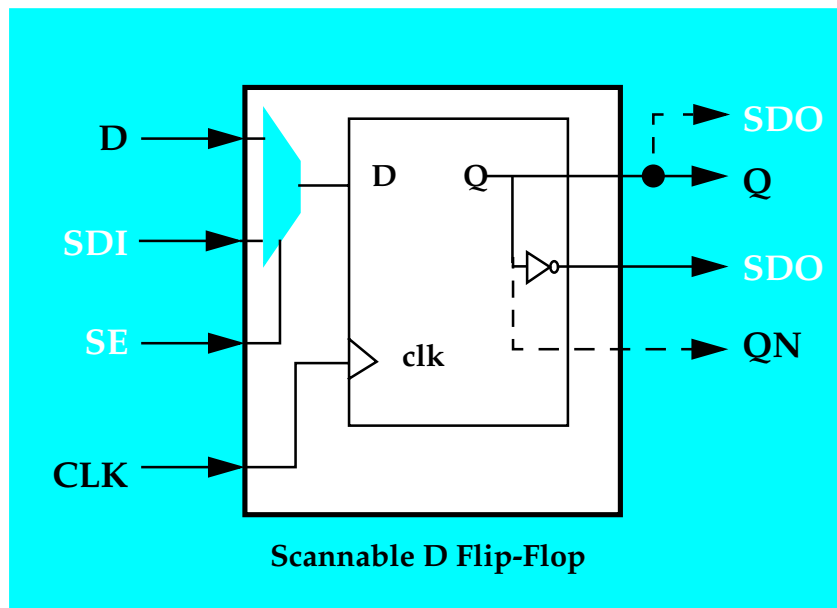 D
SDI
SE
CLK
D
Q
clk
SDO
Q
SDO
QN
Scannable D Flip-Flop